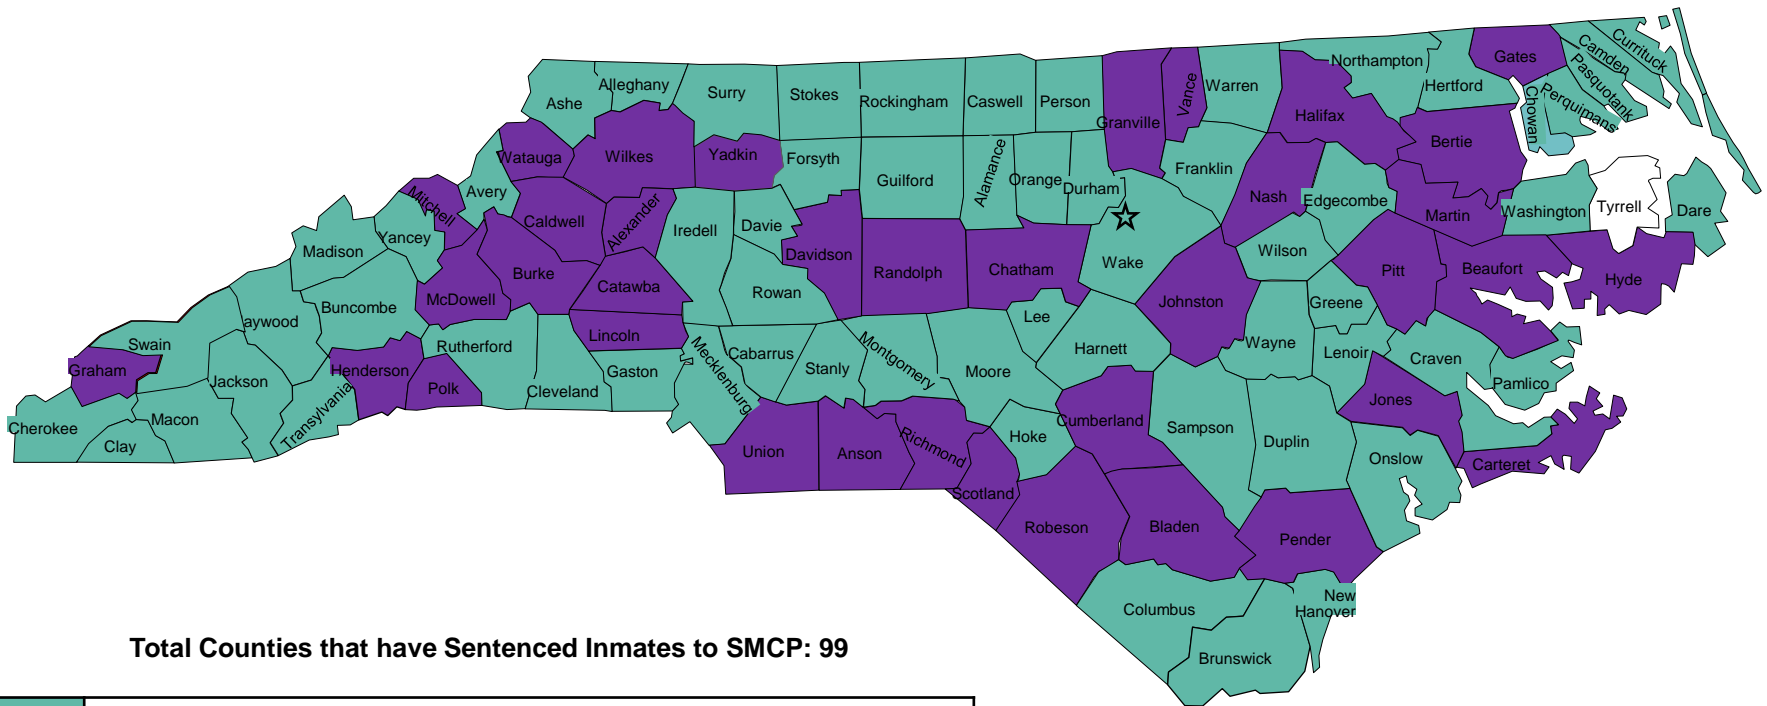 Ashe
Alleghany
Surry
Stokes
Rockingham
Caswell
Person
Granville
Vance
Warren
Halifax
Northampton
Hertford
Gates
Camden
Currituck
Pasquotank
Perquimans
Chowan
Bertie
Watauga
Wilkes
Yadkin
Forsyth
Guilford
Alamance
Orange
Durham
Franklin
Nash
Edgecombe
Martin
Washington
Tyrrell
Dare
Mitchell
Avery
Caldwell
Alexander
Iredell
Davie
Davidson
Randolph
Chatham
Wake
Johnston
Wilson
Pitt
Beaufort
Hyde
Madison
Yancey
McDowell
Burke
Catawba
Rowan
Lee
Greene
Buncombe
aywood
Swain
Graham
Rutherford
Lincoln
Mecklenburg
Cabarrus
Stanly
Montgomery
Moore
Harnett
Wayne
Lenoir
Craven
Pamlico
Cherokee
Clay
Macon
Jackson
Transylvania
Henderson
Polk
Cleveland
Gaston
Union
Anson
Richmond
Scotland
Hoke
Cumberland
Sampson
Duplin
Jones
Onslow
Carteret
Robeson
Bladen
Pender
Columbus
Brunswick
New
Hanover
Total Counties that have Sentenced Inmates to SMCP: 99